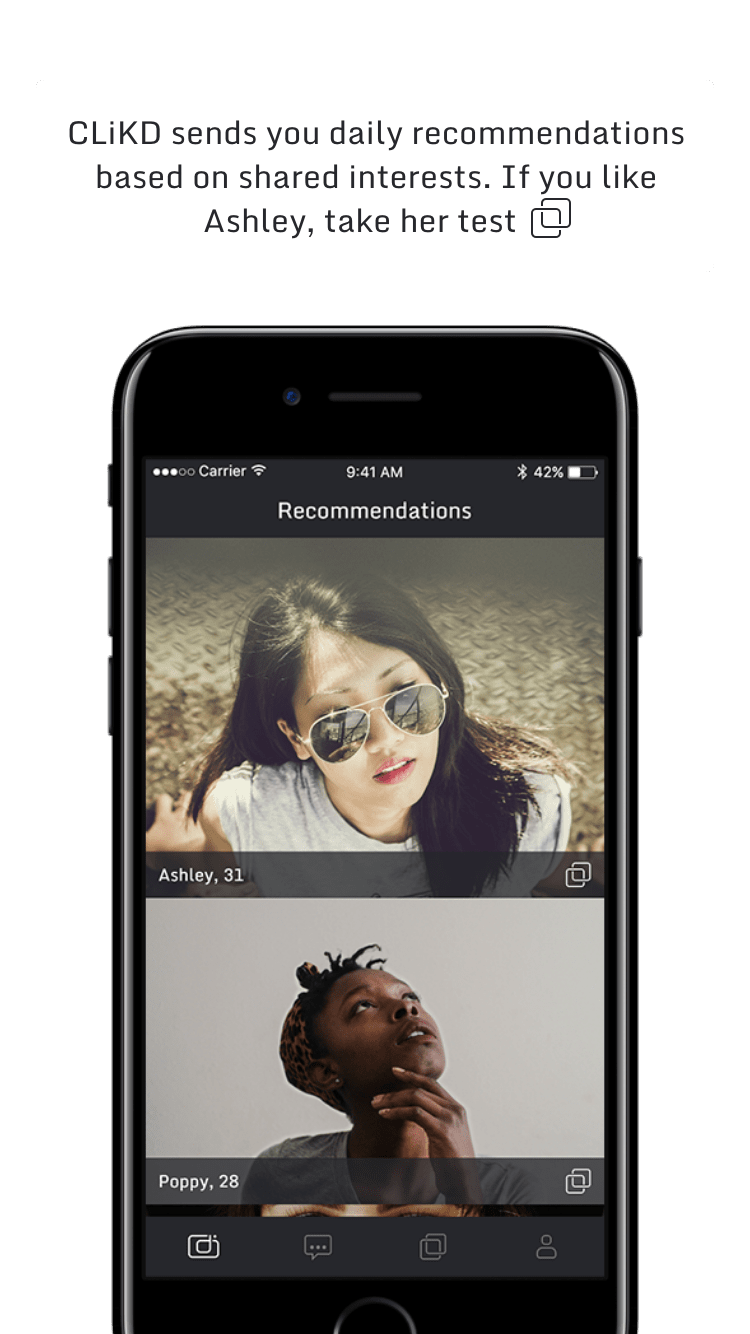 CLiKD sends you daily recommendations
based on shared interests. If you like
Ashley, take her test
Carrier 9:41 AM 42%
Recommendations
Ashley, 31
Poppy, 28